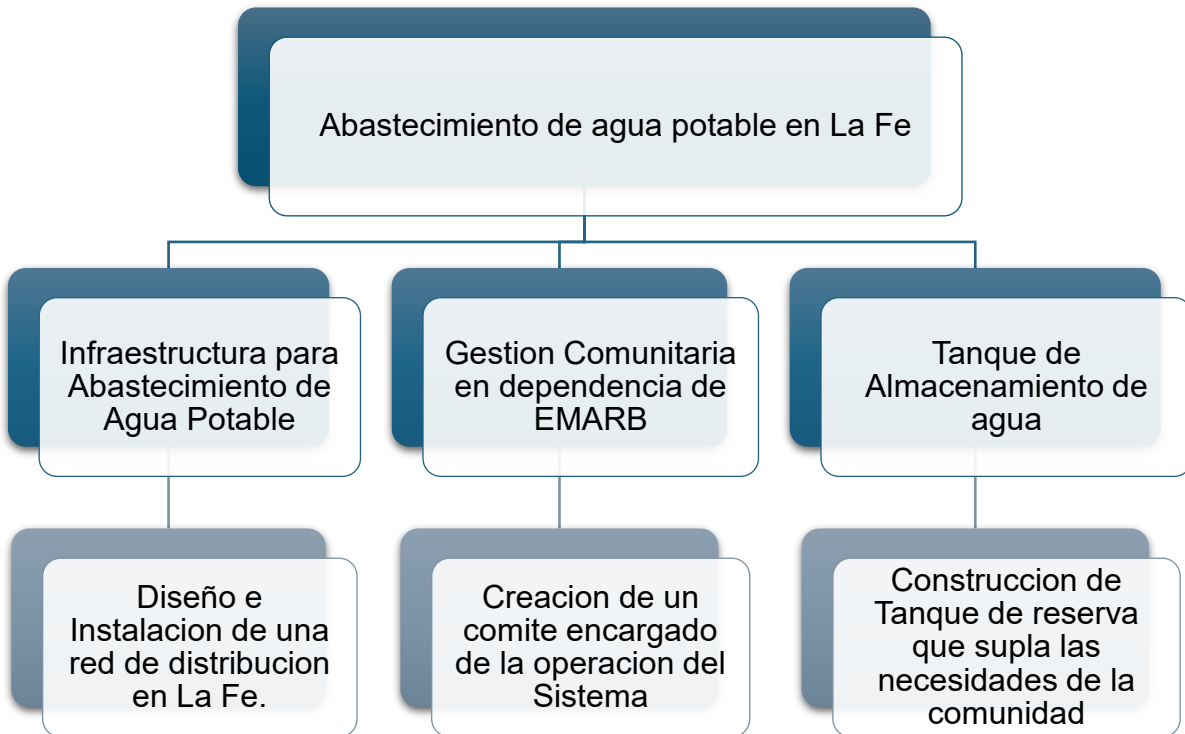 Abastecimiento de agua potable en La Fe
Infraestructura para
Abastecimiento de
Agua Potable
Gestion Comunitaria
en dependencia de
EMARB
Tanque de
Almacenamiento de
agua
Diseño e
Instalacion de una
red de distribucion
en La Fe.
Creacion de un
comite encargado
de la operacion del
Sistema
Construccion de
Tanque de reserva
que supla las
necesidades de la
comunidad